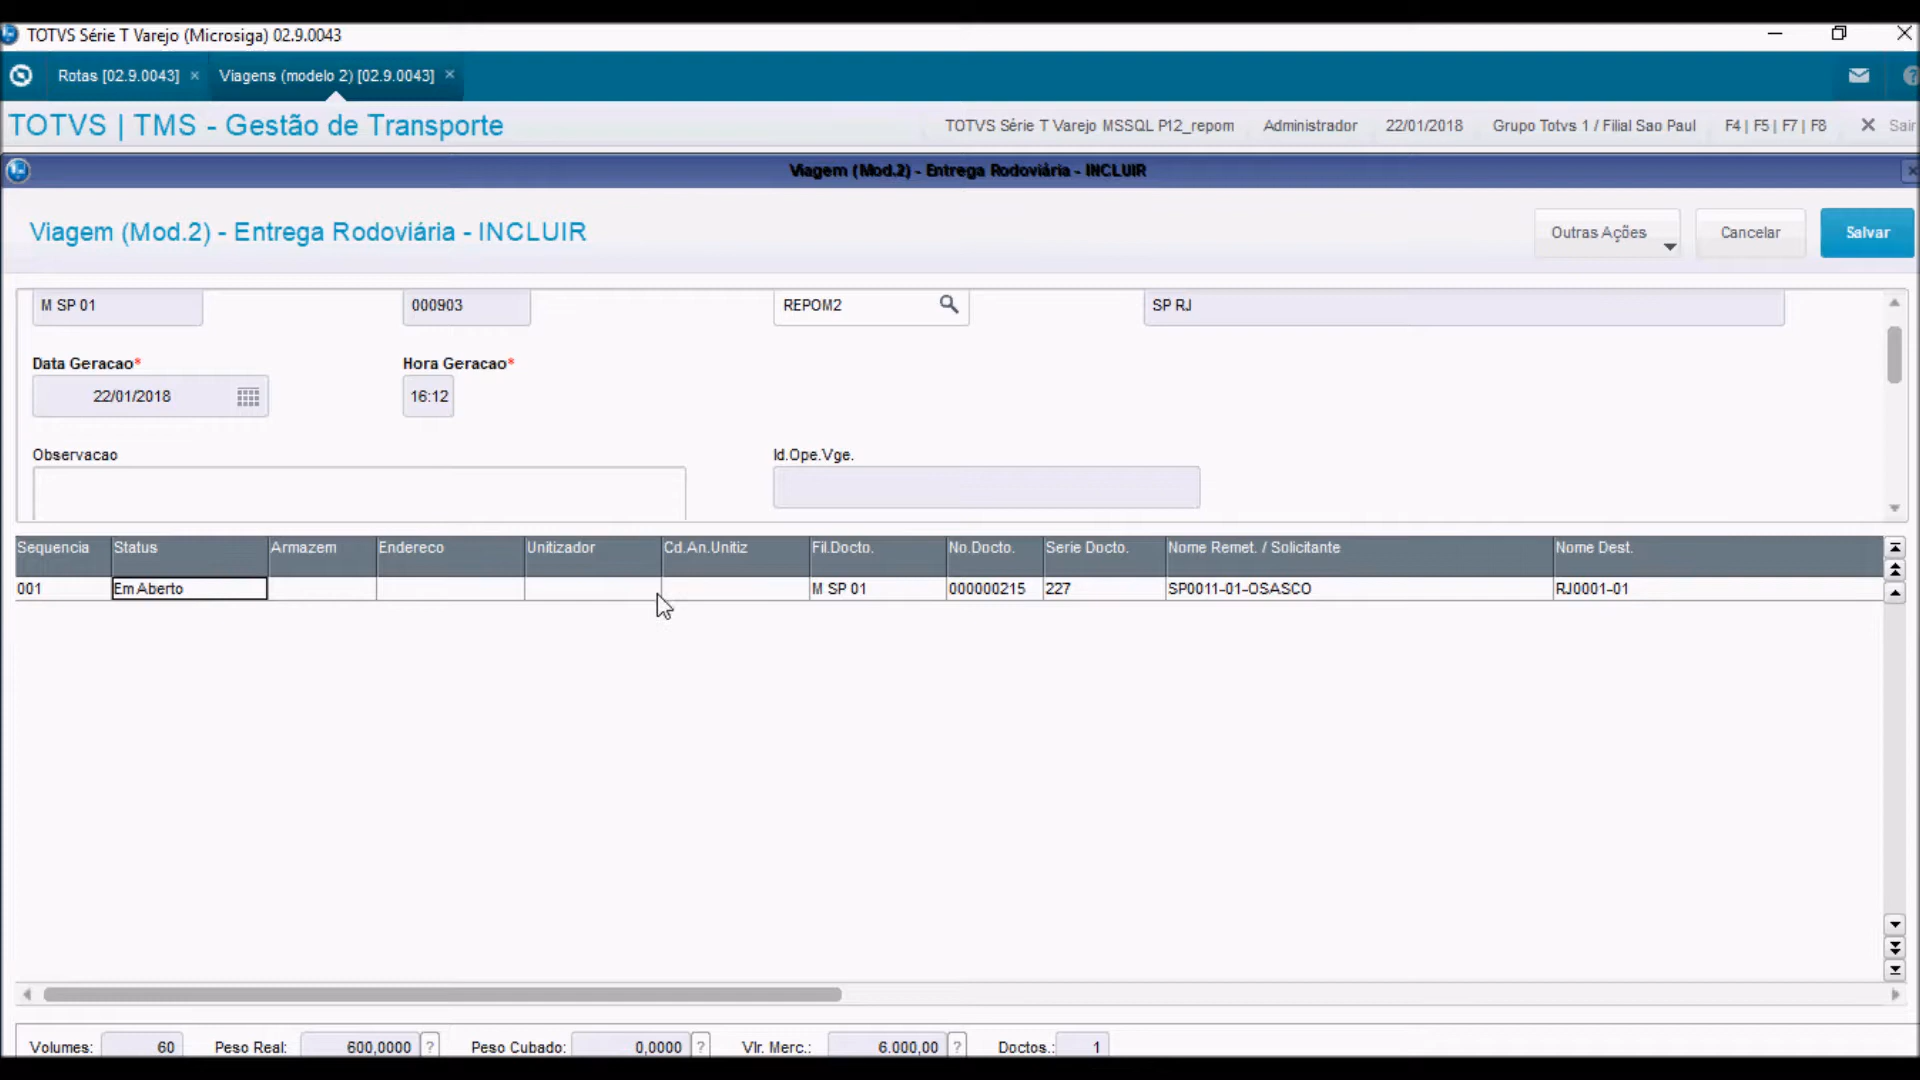 TOTVS Série T Varejo (Microsiga) 02.9.0043
Rotas [02.9.0043] × Viagens (modelo 2) [02.9.0043] ×
TOTVS | TMS - Gestão de Transporte
TOTVS Série T Varejo MSSQL P12_repom Administrador 22/01/2018 Grupo Totvs 1 / Filial Sao Paul F4 | F5 | F7 | F8 Sair
Viagem (Mod.2) - Entrega Rodoviária - INCLUIR
Viagem (Mod.2) - Entrega Rodoviária - INCLUIR
Outras Ações Cancelar Salvar
M SP 01 000903 REPOM2 SP RJ
Data Geracao* Hora Geracao*
22/01/2018 16:12
Observacao Id.Ope.Vge.
Sequencia Status Armazem Endereco Unitizador Cd.An.Unitiz Fil.Docto. No.Docto. Serie Docto. Nome Remet. / Solicitante Nome Dest.
001 Em Aberto M SP 01 000000215 227 SP0011-01-OSASCO RJ0001-01
Volumes: 60 Peso Real: 600,0000 ? Peso Cubado: 0,0000 ? Vlr. Merc.: 6.000,00 ? Doctos.: 1